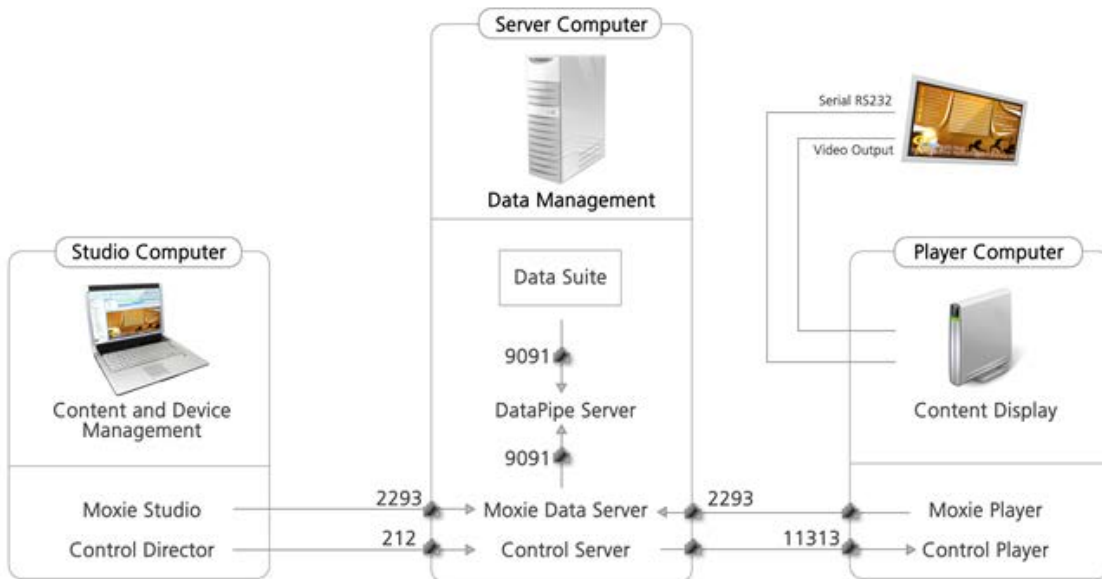 Server Computer
Data Management
Serial RS232
Video Output
Studio Computer
Content and Device
Management
Data Suite
9091
DataPipe Server
9091
Player Computer
Content Display
Moxie Studio
2293
Moxie Data Server
2293
Moxie Player
Control Director
212
Control Server
11313
Control Player